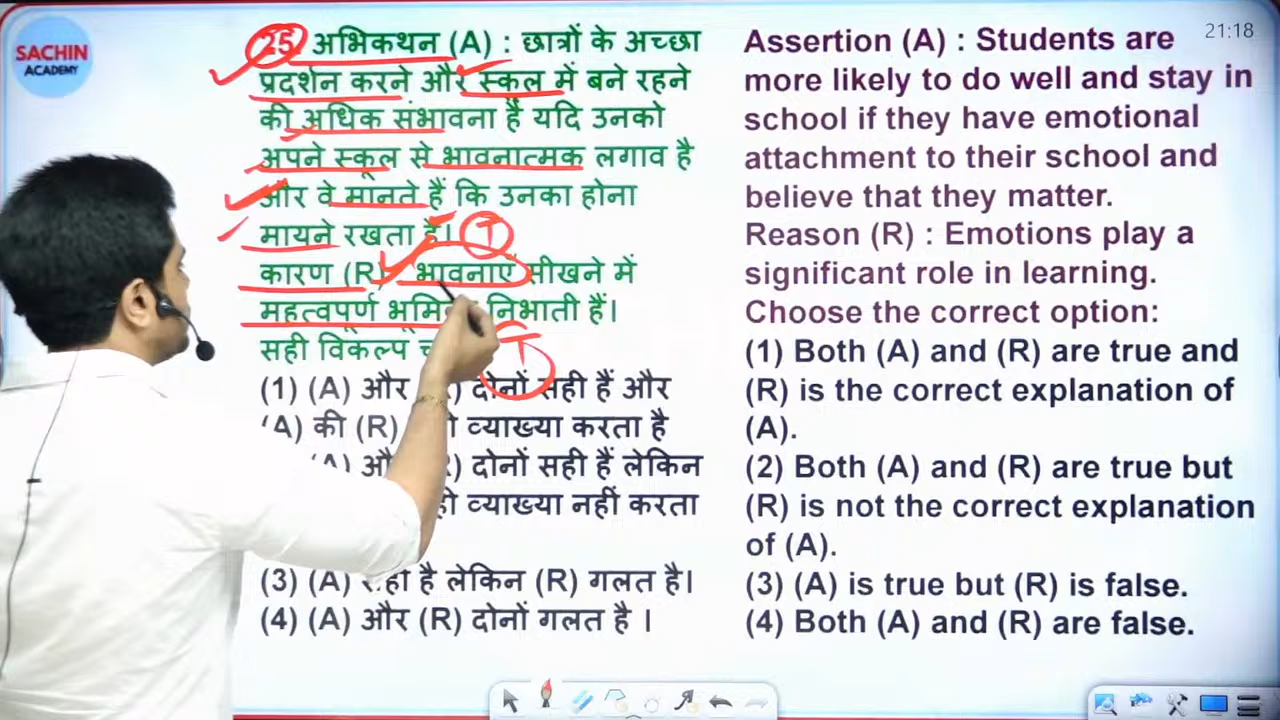 SACHIN
ACADEMY
25 अभिकथन (A) : छात्रों के अच्छा
प्रदर्शन करने और स्कूल में बने रहने
की अधिक संभावना है यदि उनको
अपने स्कूल से भावनात्मक लगाव है
और वे मानते हैं कि उनका होना
मायने रखता है। T
कारण (R) भावनाएँ सीखने में
महत्वपूर्ण निभाती हैं।
सही विकल्प T
(1) (A) और दोनों सही हैं और
(A) की (R) व्याख्या करता है
दोनों सही हैं लेकिन
व्याख्या नहीं करता
(3) (A) है लेकिन (R) गलत है।
(4) (A) और (R) दोनों गलत है ।
21:18
Assertion (A) : Students are
more likely to do well and stay in
school if they have emotional
attachment to their school and
believe that they matter.
Reason (R) : Emotions play a
significant role in learning.
Choose the correct option:
(1) Both (A) and (R) are true and
(R) is the correct explanation of
(A).
(2) Both (A) and (R) are true but
(R) is not the correct explanation
of (A).
(3) (A) is true but (R) is false.
(4) Both (A) and (R) are false.